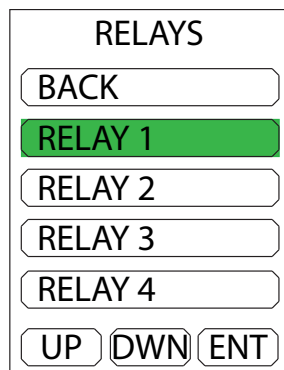 RELAYS
BACK
RELAY 1
RELAY 2
RELAY 3
RELAY 4
UP DWN ENT